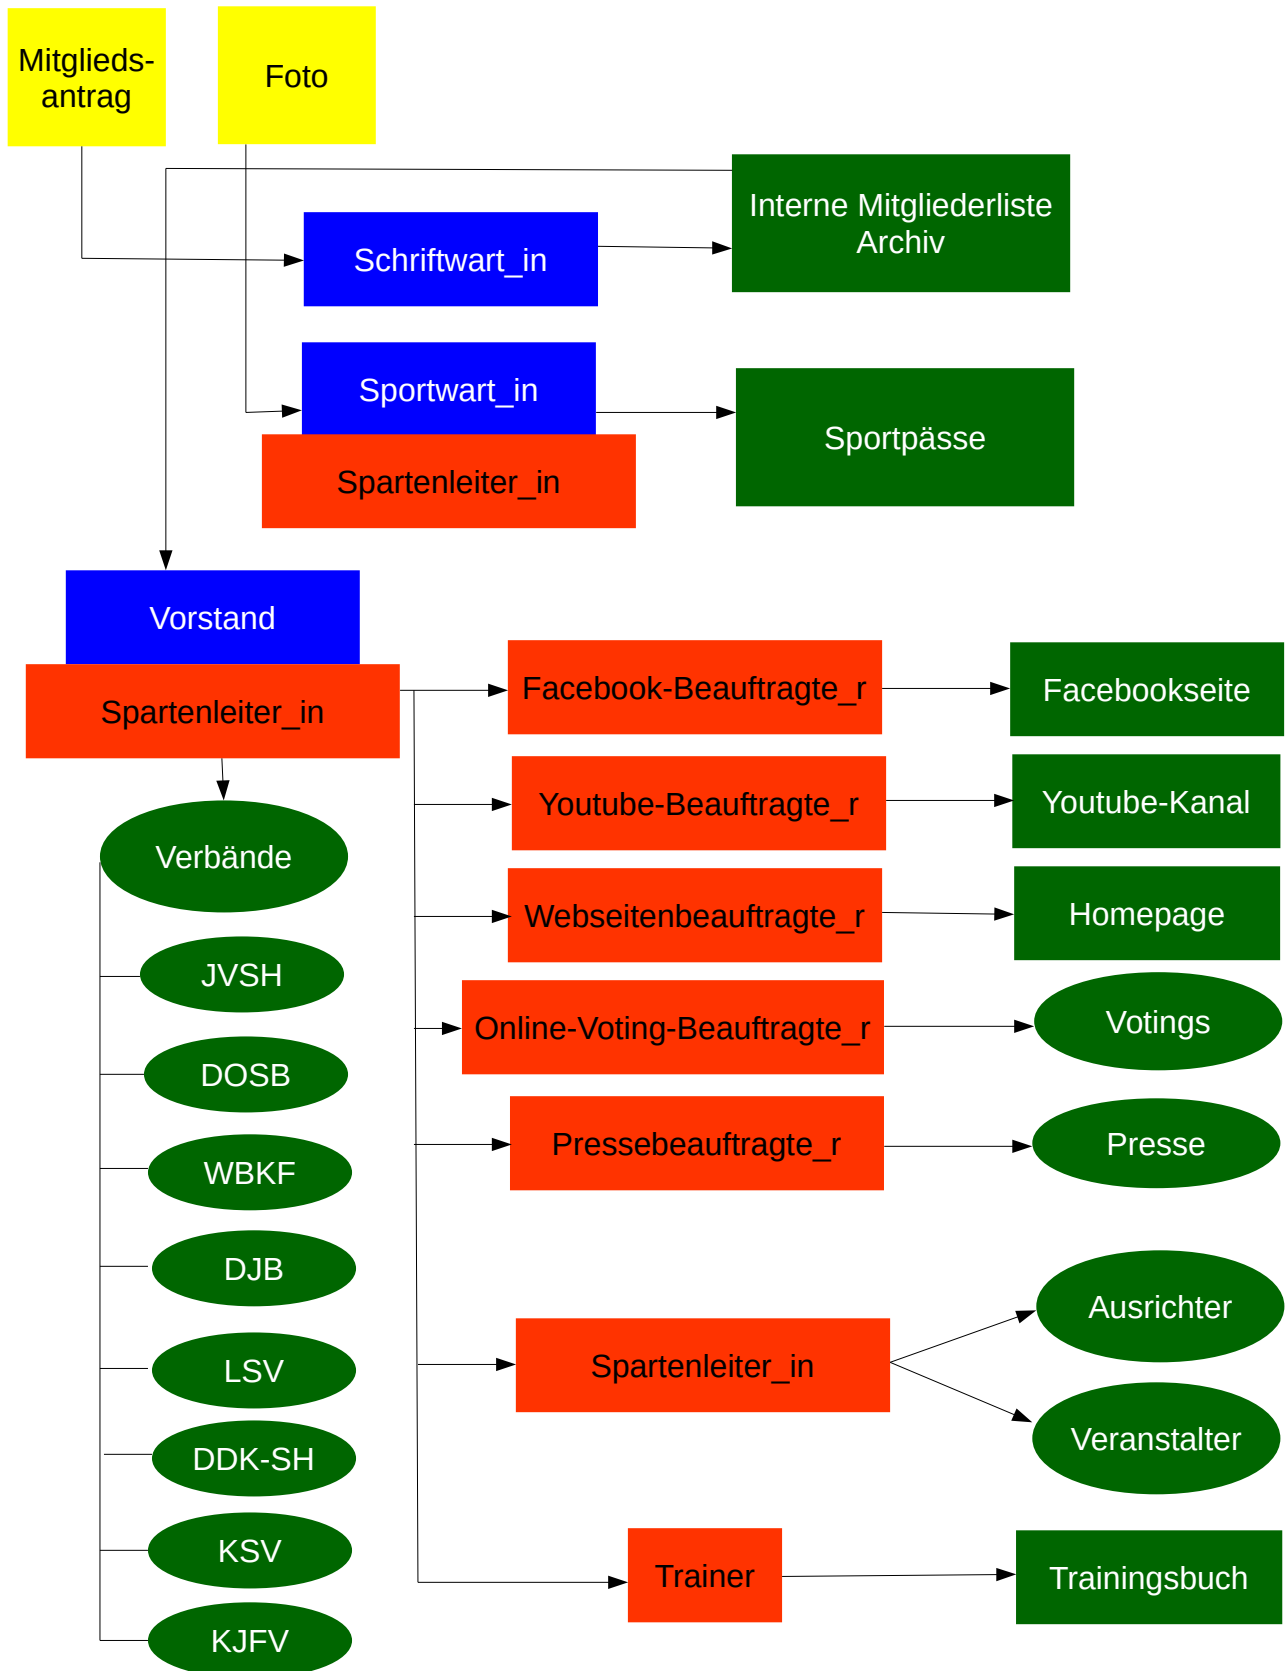 Mitglieds-
antrag
Foto
Interne Mitgliederliste
Archiv
Schriftwart_in
Sportwart_in
Spartenleiter_in
Sportpässe
Vorstand
Spartenleiter_in
Facebook-Beauftragte_r
Facebookseite
Youtube-Beauftragte_r
Youtube-Kanal
Verbände
Webseitenbeauftragte_r
Homepage
JVSH
Online-Voting-Beauftragte_r
Votings
DOSB
Pressebeauftragte_r
Presse
WBKF
DJB
Ausrichter
LSV
Spartenleiter_in
Veranstalter
DDK-SH
KSV
Trainer
Trainingsbuch
KJFV